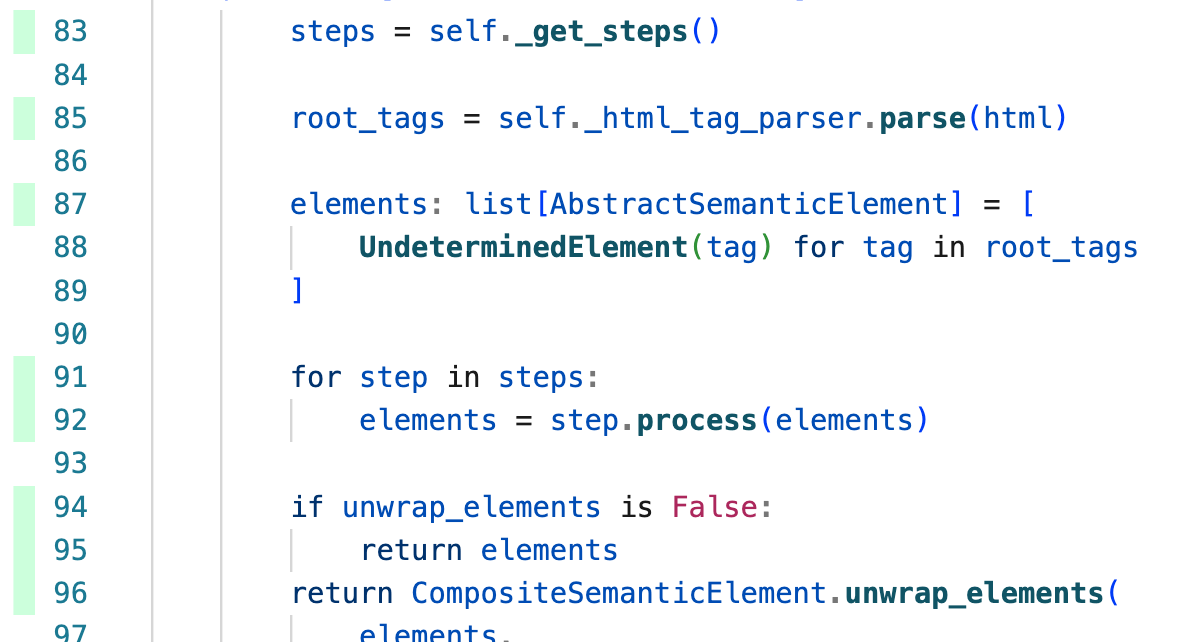 83 steps = self._get_steps()
84
85 root_tags = self._html_tag_parser.parse(html)
86
87 elements: list[AbstractSemanticElement] = [
88 UndeterminedElement(tag) for tag in root_tags
89 ]
90
91 for step in steps:
92 elements = step.process(elements)
93
94 if unwrap_elements is False:
95 return elements
96 return CompositeSemanticElement.unwrap_elements(
97 elements,